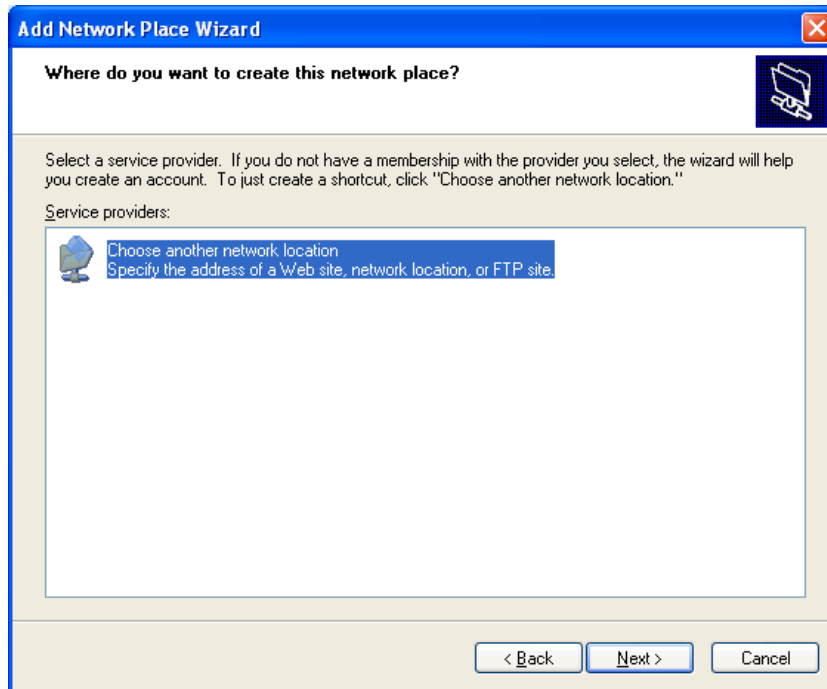 Add Network Place Wizard
Where do you want to create this network place?
Select a service provider. If you do not have a membership with the provider you select, the wizard will help
you create an account. To just create a shortcut, click "Choose another network location."
Service providers:
Choose another network location
Specify the address of a Web site, network location, or FTP site.
< Back Next > Cancel